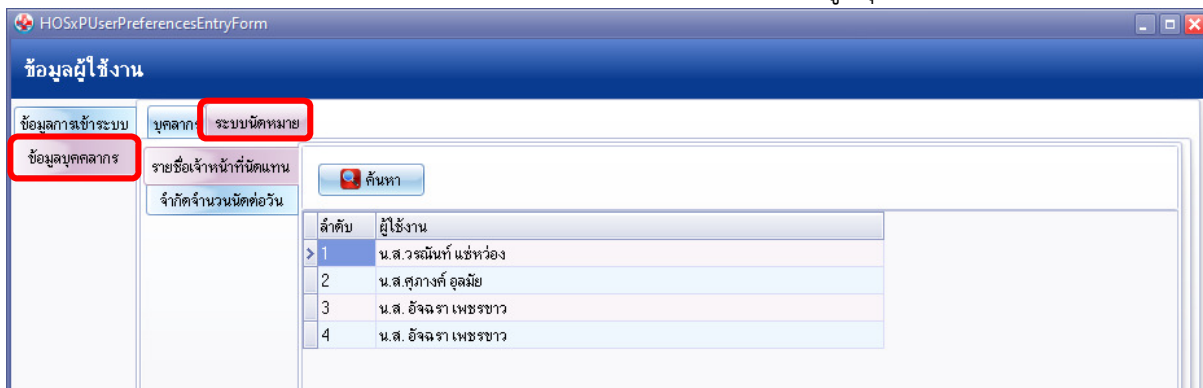 HOSxPUserPreferencesEntryForm
ข้อมูลผู้ใช้งาน
ข้อมูลการเข้าระบบ
บุคลากร
ระบบนัดหมาย
ข้อมูลบุคคลากร
รายชื่อเจ้าหน้าที่นัดแทน
ค้นหา
จำกัดจำนวนนัดต่อวัน
ลำดับ ผู้ใช้งาน
1 น.ส.วรณันท์ แซ่หว่อง
2 น.ส.ศุภางค์ อุลมัย
3 น.ส. อัจฉรา เพชรขาว
4 น.ส. อัจฉรา เพชรขาว